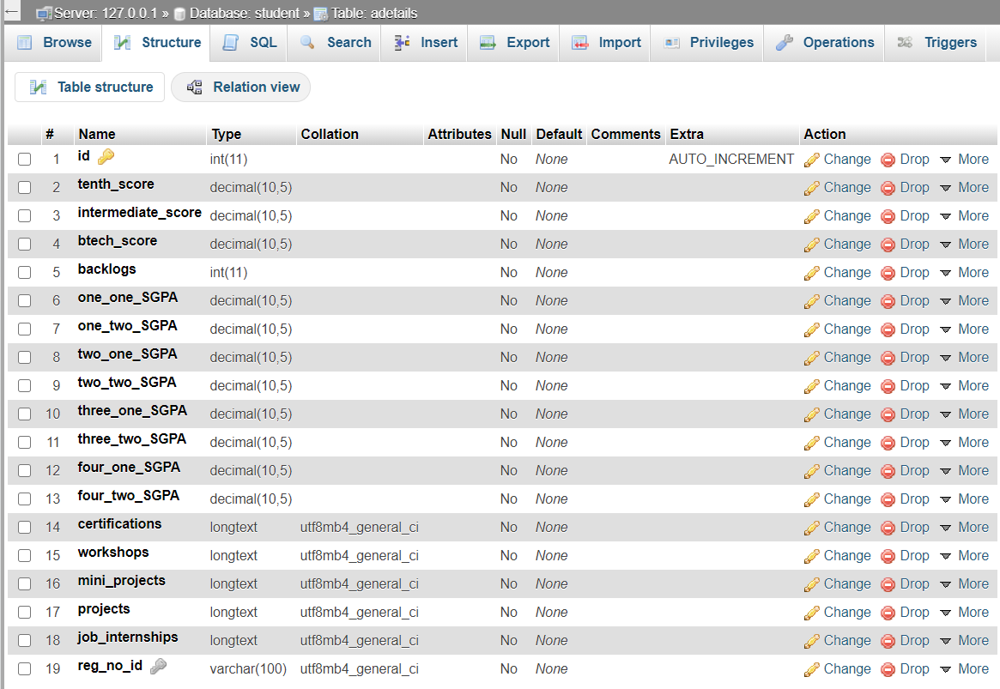 Server: 127.0.0.1 » Database: student » Table: adetails
Browse Structure SQL Search Insert Export Import Privileges Operations Triggers
Table structure Relation view
# Name Type Collation Attributes Null Default Comments Extra Action
1 id int(11) No None AUTO_INCREMENT Change Drop More
2 tenth_score decimal(10,5) No None Change Drop More
3 intermediate_score decimal(10,5) No None Change Drop More
4 btech_score decimal(10,5) No None Change Drop More
5 backlogs int(11) No None Change Drop More
6 one_one_SGPA decimal(10,5) No None Change Drop More
7 one_two_SGPA decimal(10,5) No None Change Drop More
8 two_one_SGPA decimal(10,5) No None Change Drop More
9 two_two_SGPA decimal(10,5) No None Change Drop More
10 three_one_SGPA decimal(10,5) No None Change Drop More
11 three_two_SGPA decimal(10,5) No None Change Drop More
12 four_one_SGPA decimal(10,5) No None Change Drop More
13 four_two_SGPA decimal(10,5) No None Change Drop More
14 certifications longtext utf8mb4_general_ci No None Change Drop More
15 workshops longtext utf8mb4_general_ci No None Change Drop More
16 mini_projects longtext utf8mb4_general_ci No None Change Drop More
17 projects longtext utf8mb4_general_ci No None Change Drop More
18 job_internships longtext utf8mb4_general_ci No None Change Drop More
19 reg_no_id varchar(100) utf8mb4_general_ci No None Change Drop More